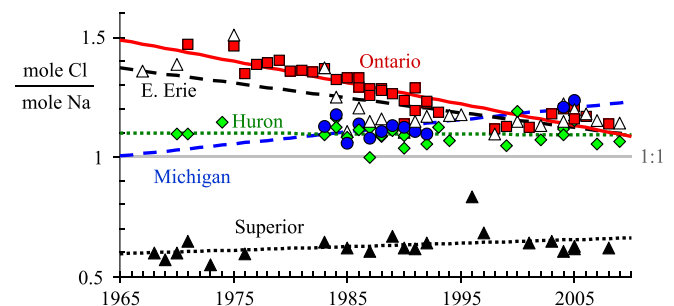 1.5
Ontario
mole Cl
mole Na
E. Erie
Huron
1
1:1
Michigan
Superior
0.5
1965 1975 1985 1995 2005